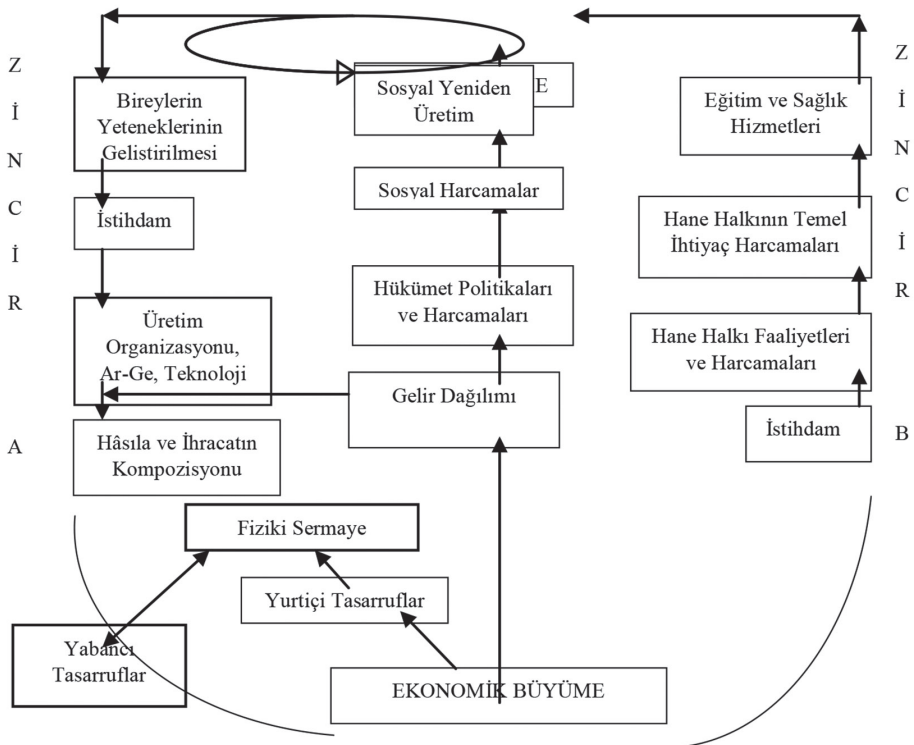 Z
İ
N
C
İ
R
A
Bireylerin
Yeteneklerinin
Gelistirilmesi
İstihdam
Üretim
Organizasyonu,
Ar-Ge, Teknoloji
Hâsıla ve İhracatın
Kompozisyonu
E
Sosyal Yeniden
Üretim
Sosyal Harcamalar
Hükümet Politikaları
ve Harcamaları
Gelir Dağılımı
Eğitim ve Sağlık
Hizmetleri
Hane Halkının Temel
İhtiyaç Harcamaları
Hane Halkı Faaliyetleri
ve Harcamaları
İstihdam
Z
İ
N
C
İ
R
B
Fiziki Sermaye
Yurtiçi Tasarruflar
Yabancı
Tasarruflar
EKONOMİK BÜYÜME